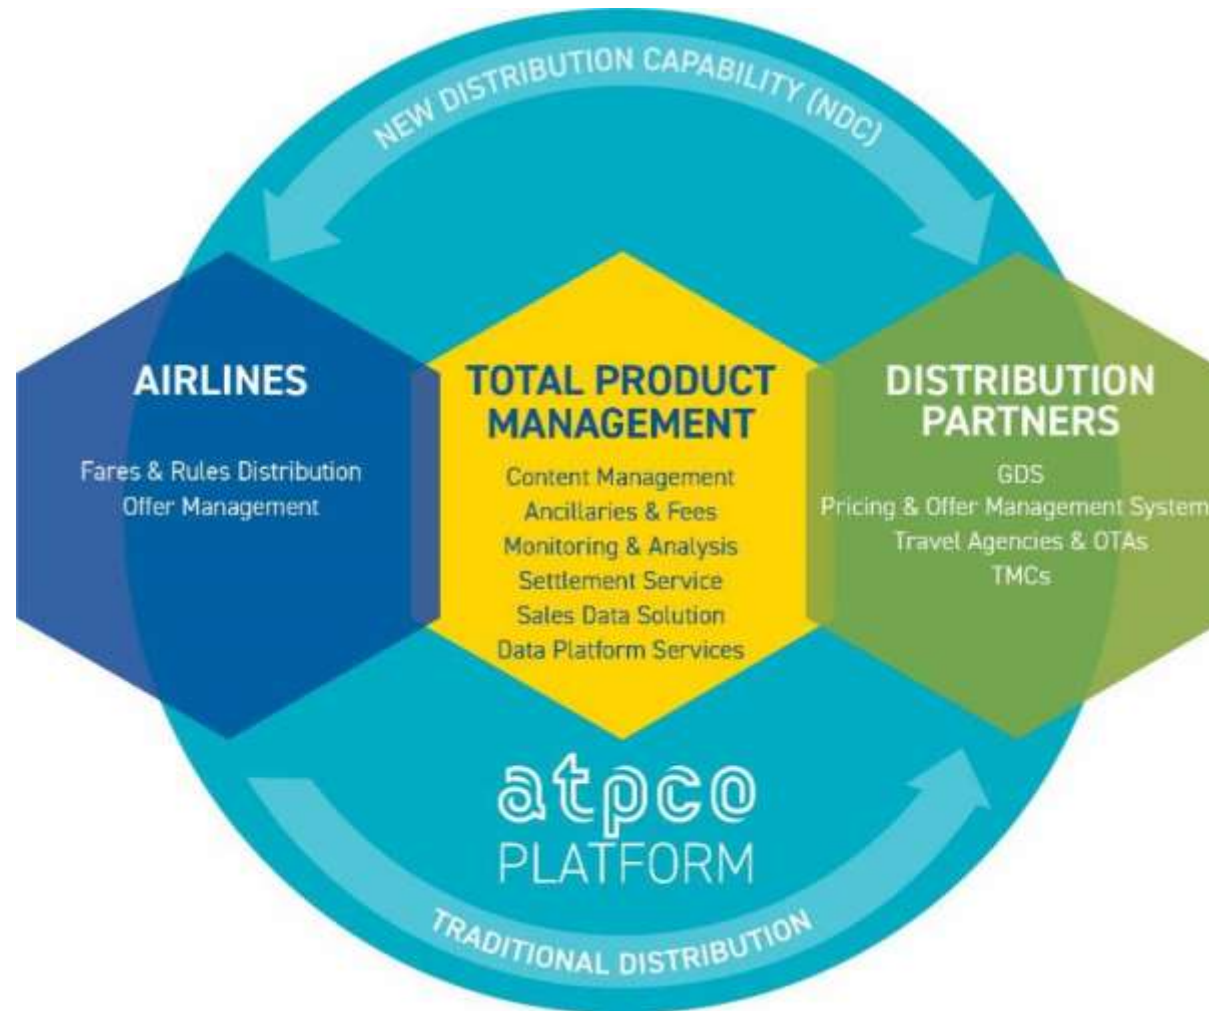 NEW DISTRIBUTION CAPABILITY (NDC)
AIRLINES
Fares & Rules Distribution
Offer Management
TOTAL PRODUCT
MANAGEMENT
Content Management
Ancillaries & Fees
Monitoring & Analysis
Settlement Service
Sales Data Solution
Data Platform Services
DISTRIBUTION
PARTNERS
GDS
Pricing & Offer Management System
Travel Agencies & OTAs
TMCs
atpco
PLATFORM
TRADITIONAL DISTRIBUTION